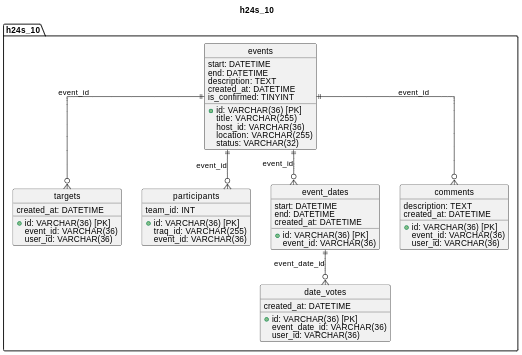 h24s_10
h24s_10
events
start: DATETIME
end: DATETIME
description: TEXT
created_at: DATETIME
is_confirmed: TINYINT
id: VARCHAR(36) [PK]
title: VARCHAR(255)
host_id: VARCHAR(36)
location: VARCHAR(255)
status: VARCHAR(32)
event_id
event_id
event_id
event_id
targets
created_at: DATETIME
id: VARCHAR(36) [PK]
event_id: VARCHAR(36)
user_id: VARCHAR(36)
participants
team_id: INT
id: VARCHAR(36) [PK]
traq_id: VARCHAR(255)
event_id: VARCHAR(36)
event_dates
start: DATETIME
end: DATETIME
created_at: DATETIME
id: VARCHAR(36) [PK]
event_id: VARCHAR(36)
comments
description: TEXT
created_at: DATETIME
id: VARCHAR(36) [PK]
event_id: VARCHAR(36)
user_id: VARCHAR(36)
event_date_id
date_votes
created_at: DATETIME
id: VARCHAR(36) [PK]
event_date_id: VARCHAR(36)
user_id: VARCHAR(36)